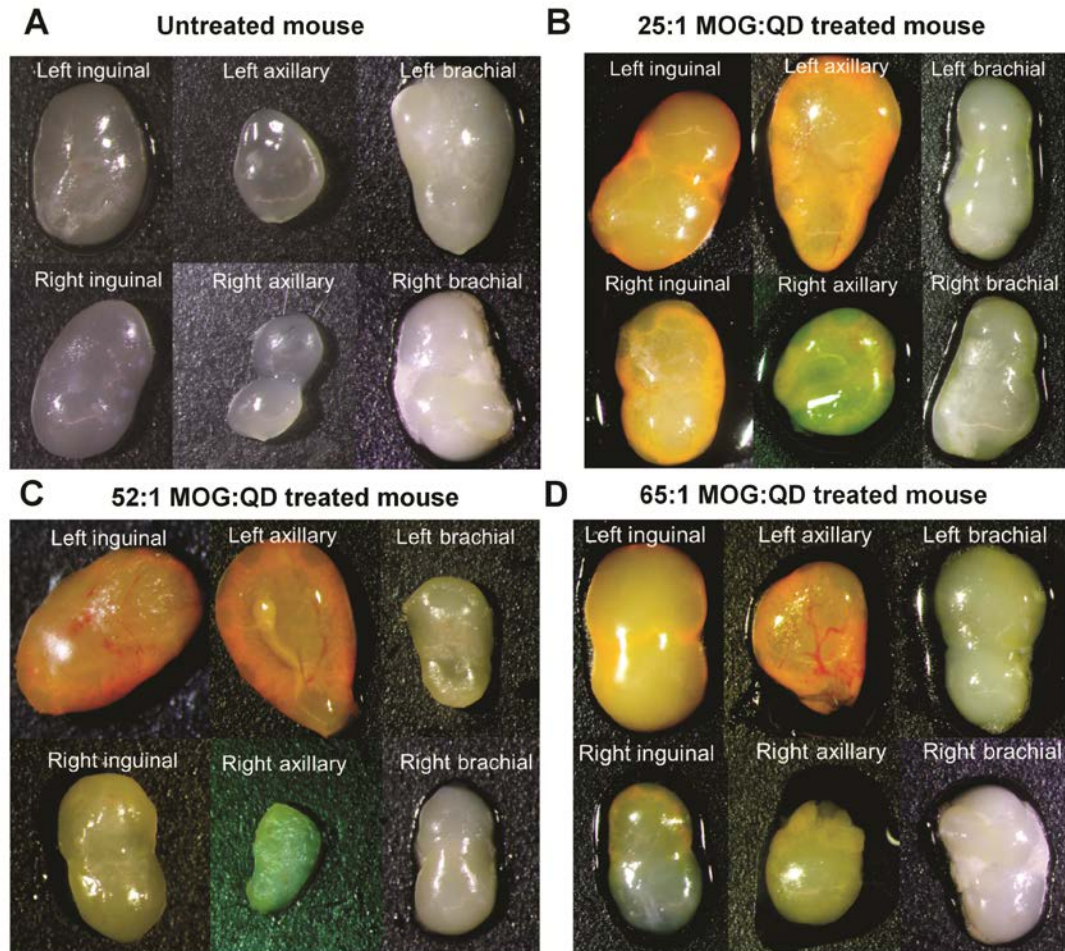 A Untreated mouse
Left inguinal Left axillary Left brachial
Right inguinal Right axillary Right brachial
B 25:1 MOG:QD treated mouse
Left inguinal Left axillary Left brachial
Right inguinal Right axillary Right brachial
C 52:1 MOG:QD treated mouse
Left inguinal Left axillary Left brachial
Right inguinal Right axillary Right brachial
D 65:1 MOG:QD treated mouse
Left inguinal Left axillary Left brachial
Right inguinal Right axillary Right brachial